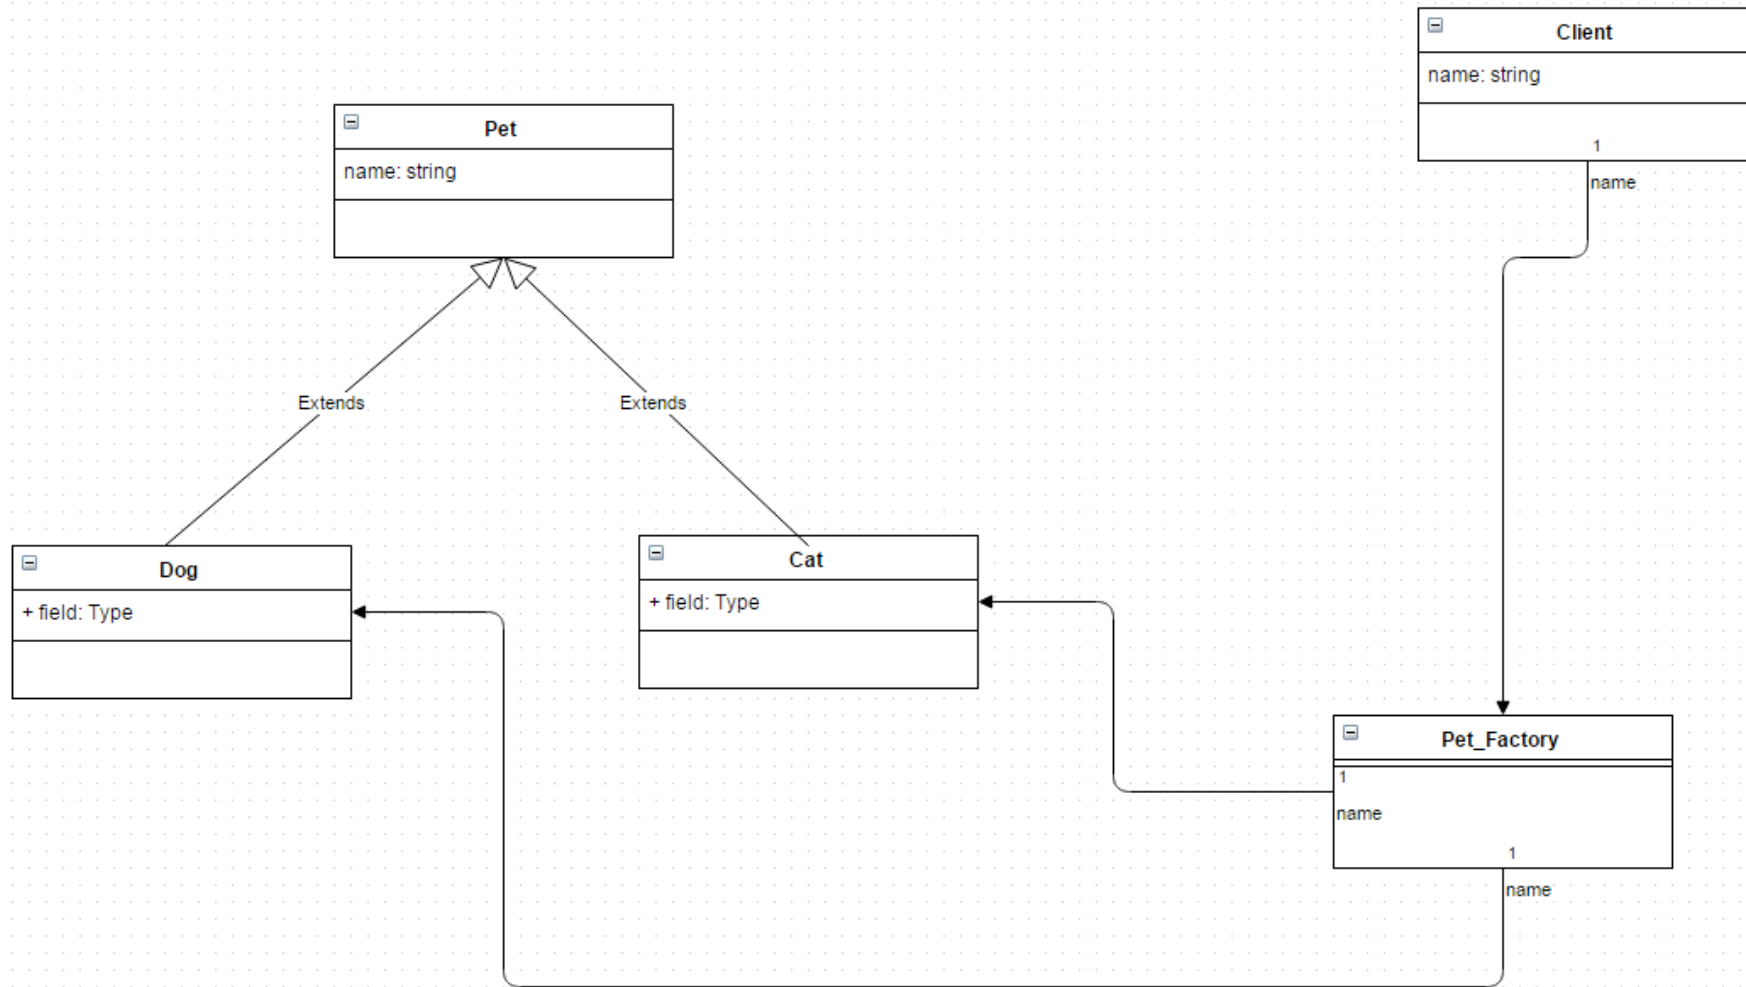 Client
name: string
1
name
Pet
name: string
Extends
Extends
Dog
+ field: Type
Cat
+ field: Type
Pet_Factory
1
name
1
name